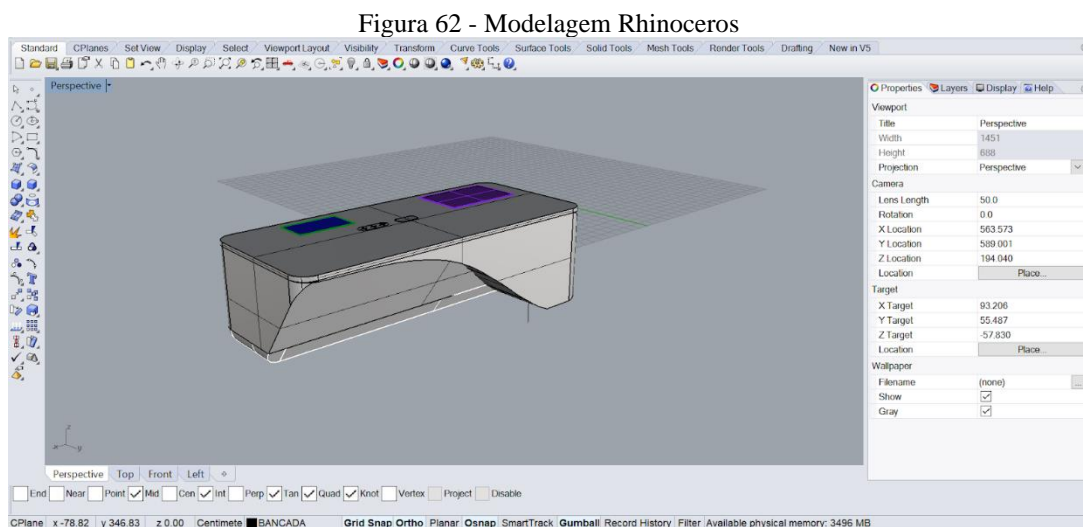 Figura 62 - Modelagem Rhinoceros
Standard CPlanes Set View Display Select Viewport Layout Visibility Transform Curve Tools Surface Tools Solid Tools Mesh Tools Render Tools Drafting New in V5
Perspective
Properties Layers Display Help
Viewport
Title Perspective
Width 1451
Height 688
Projection Perspective
Camera
Lens Length 50.0
Rotation 0.0
X Location 563.573
Y Location 589.001
Z Location 194.040
Location Place...
Target
X Target 93.206
Y Target 55.487
Z Target -57.830
Location Place...
Wallpaper
Filename (none) ...
Show
Gray
z
x y
Perspective Top Front Left
End Near Point Mid Cen Int Perp Tan Quad Knot Vertex Project Disable
CPlane x -78.82 y 346.83 z 0.00 Centimete BANCADA Grid Snap Ortho Planar Osnap SmartTrack Gumball Record History Filter Available physical memory: 3496 MB